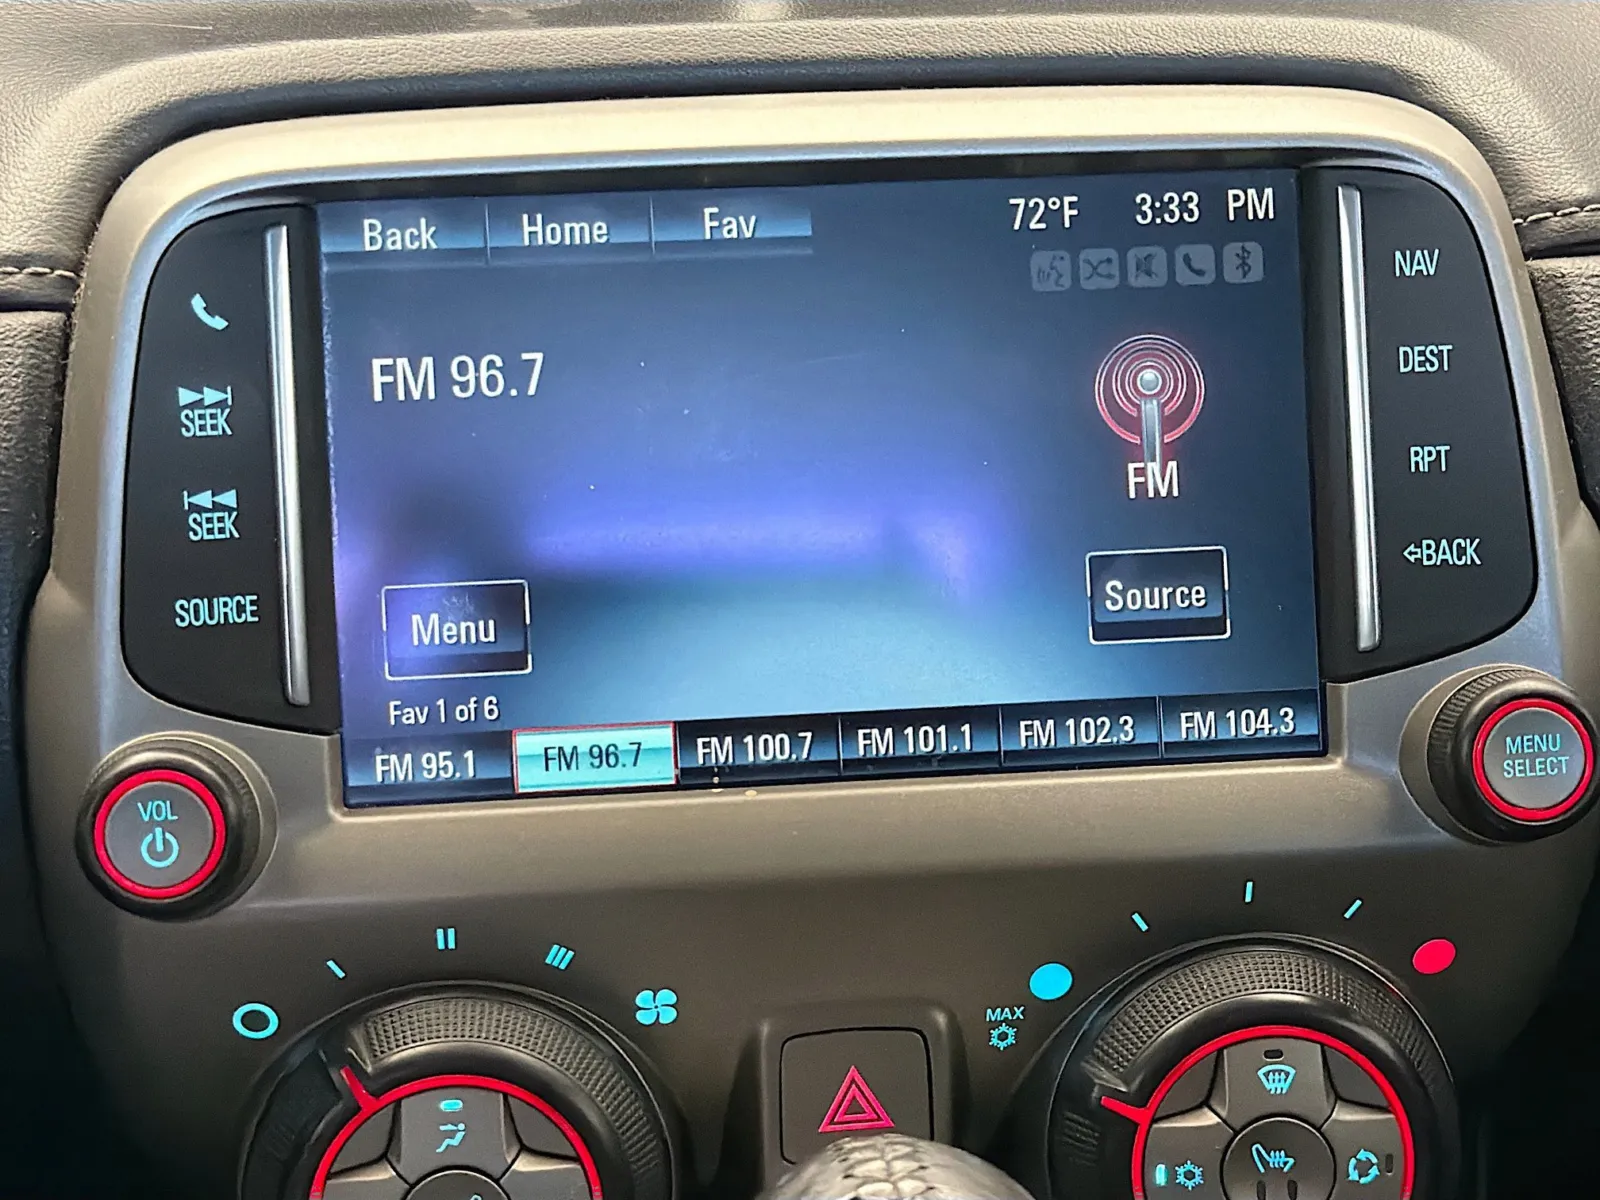 Back Home Fav 72°F 3:33 PM
FM 96.7
FM
Menu
Source
Fav 1 of 6
FM 95.1 FM 96.7 FM 100.7 FM 101.1 FM 102.3 FM 104.3
SEEK
SEEK
SOURCE
NAV
DEST
RPT
BACK
VOL
MENU
SELECT
MAX